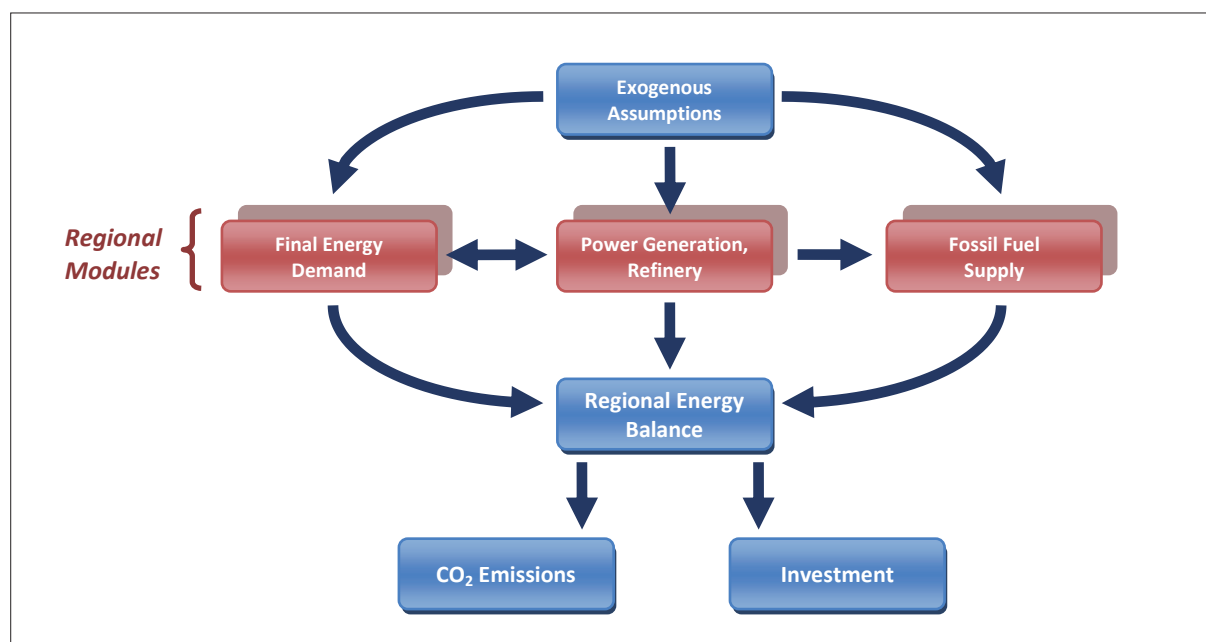 Exogenous
Assumptions
Regional
Modules
Final Energy
Demand
Power Generation,
Refinery
Fossil Fuel
Supply
Regional Energy
Balance
CO₂ Emissions
Investment